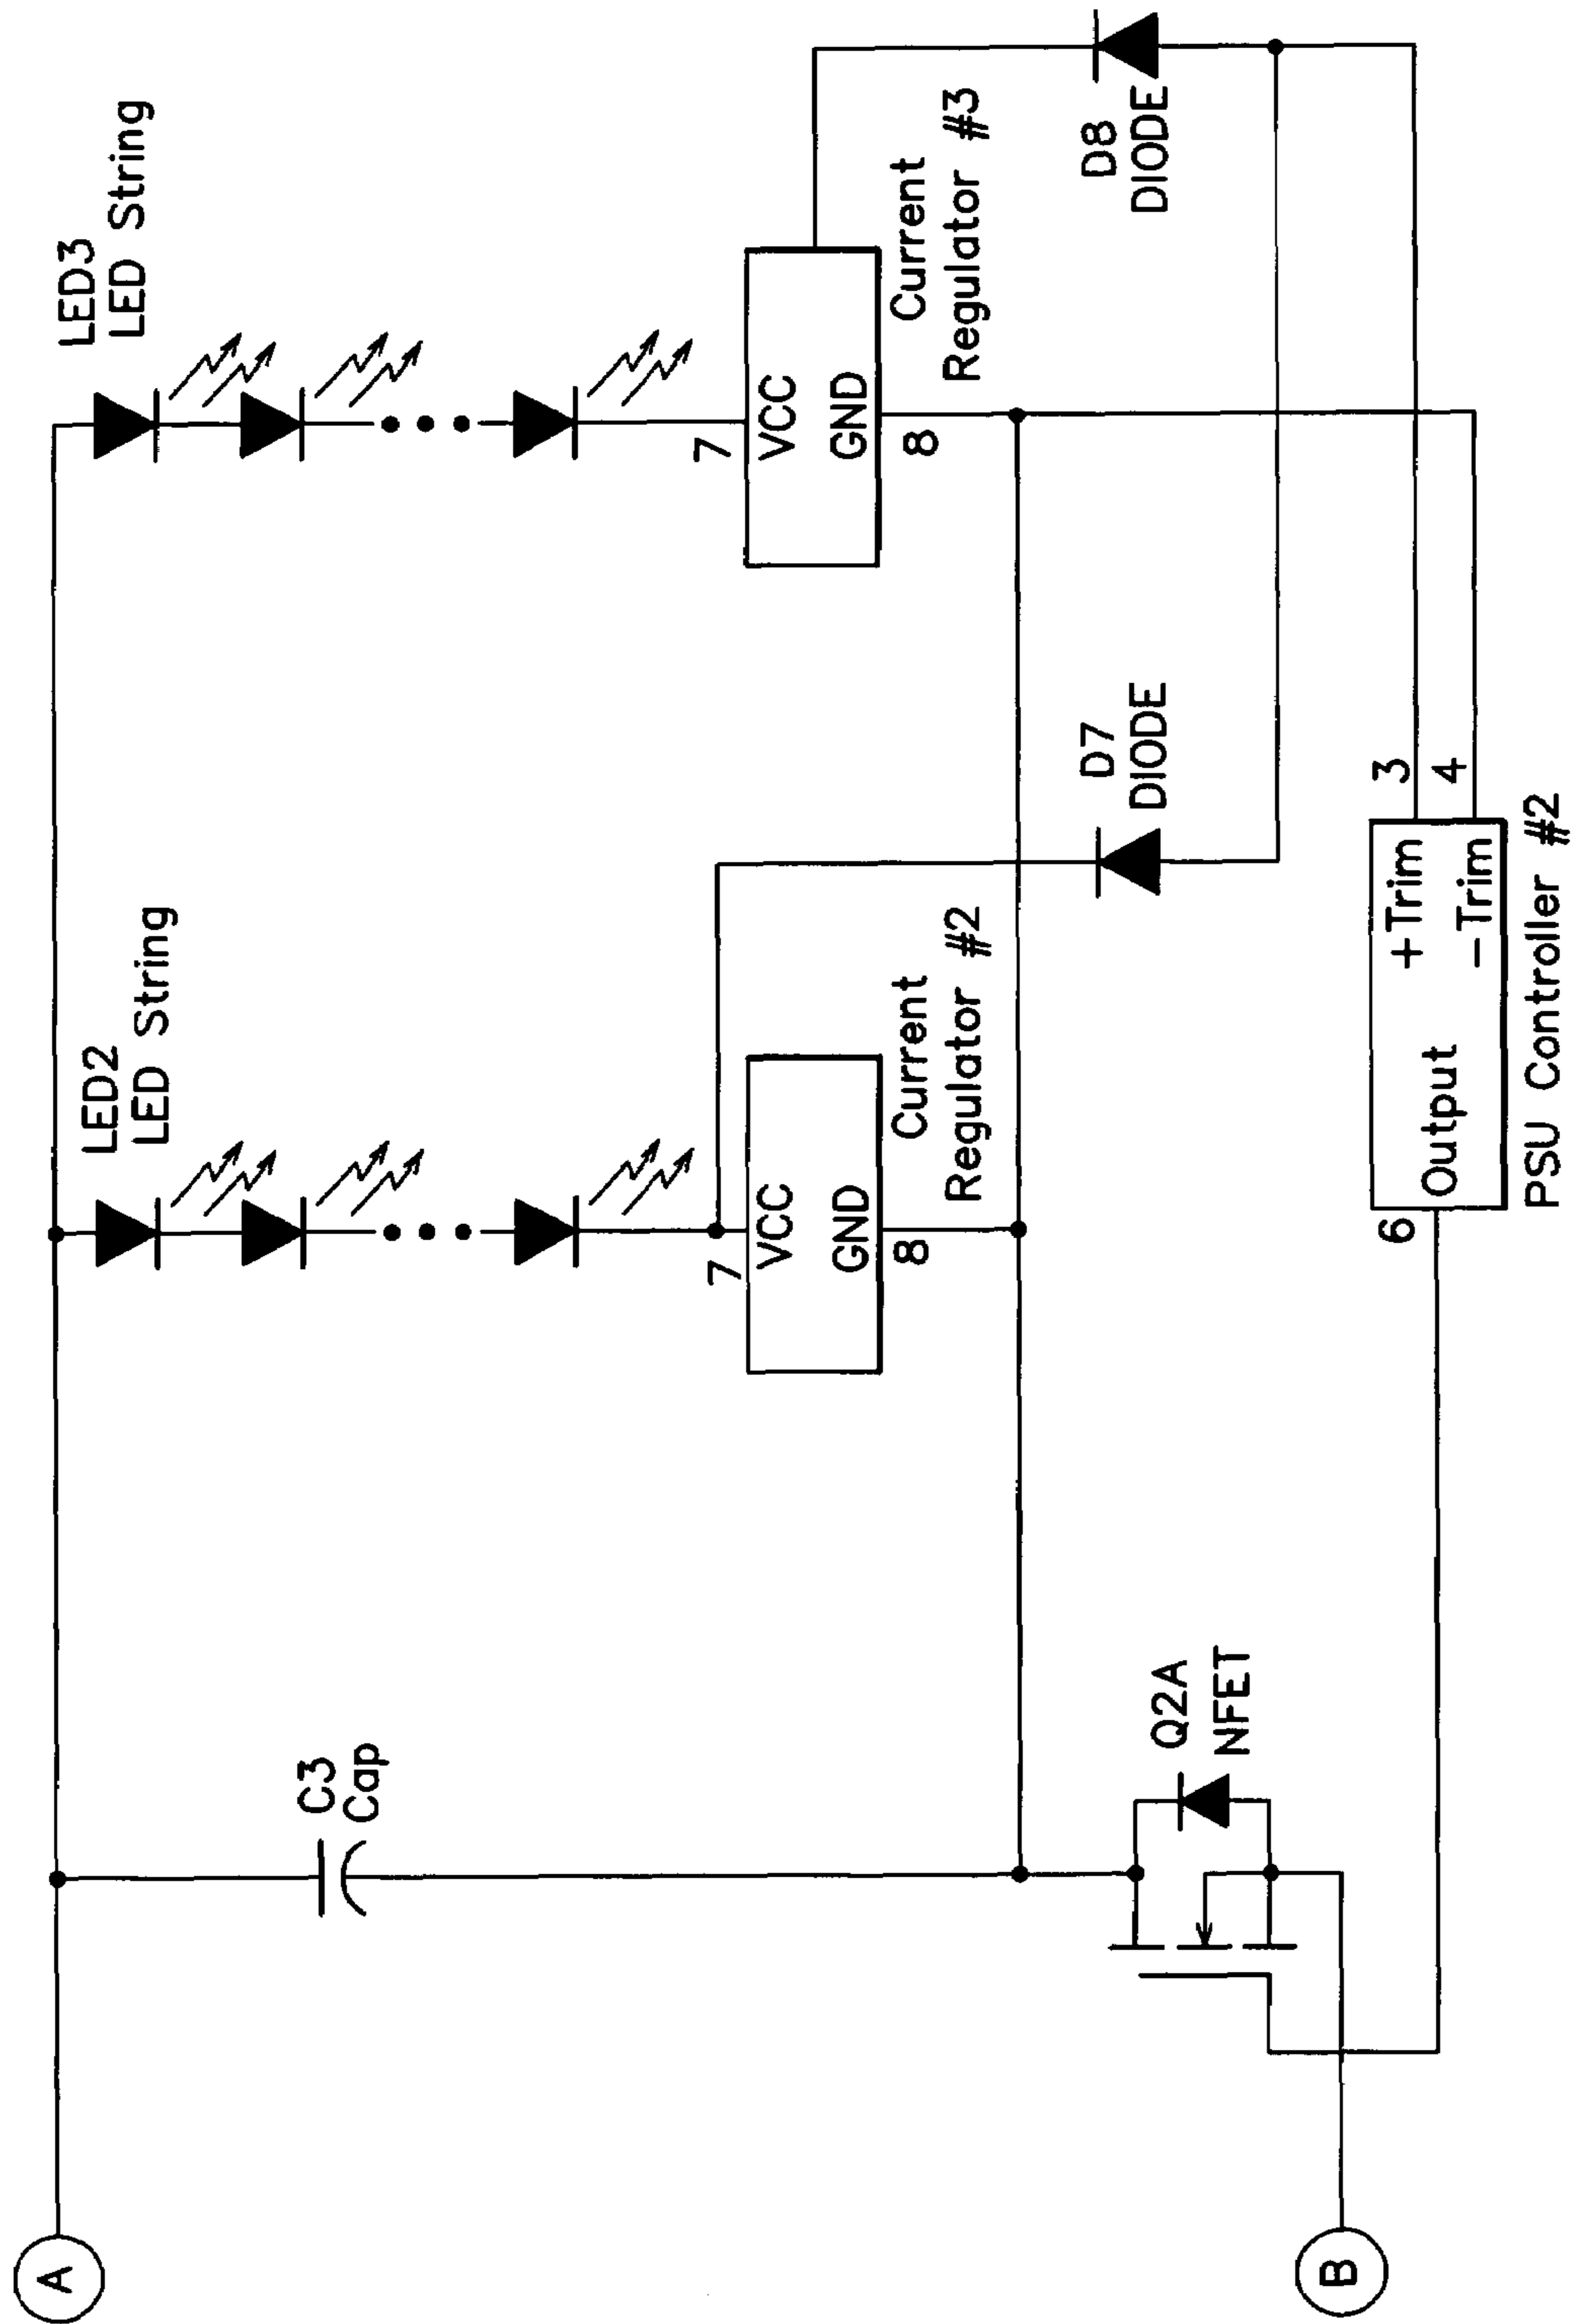 A
B
C3
Cap
Q2A
NFET
LED2
LED String
7
VCC
GND
8
Current
Regulator #2
D7
DIODE
LED3
LED String
7
VCC
GND
8
Current
Regulator #3
D8
DIODE
6
Output
+Trim
-Trim
3
4
PSU Controller #2